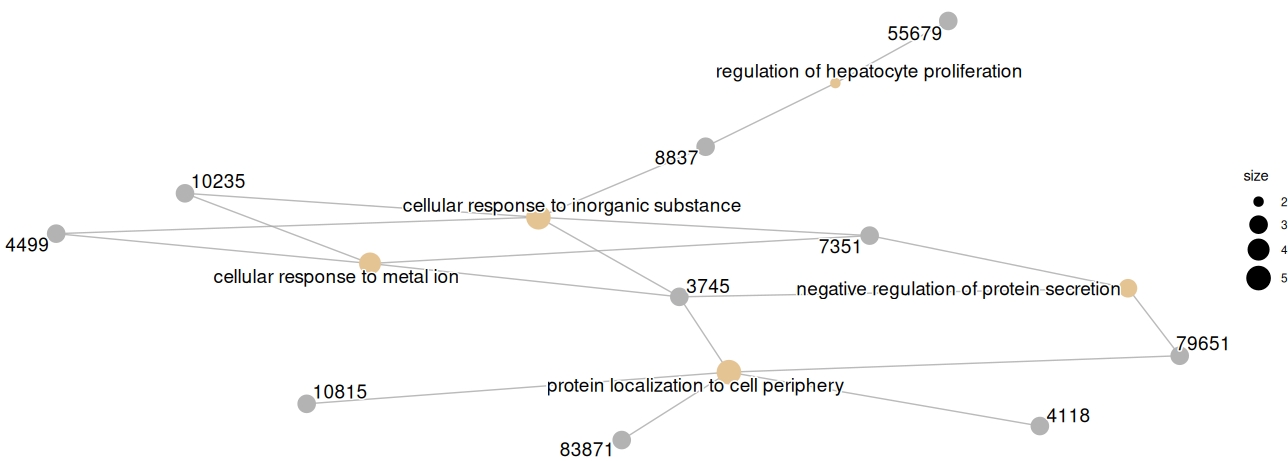 55679
regulation of hepatocyte proliferation
8837
10235
size
2
cellular response to inorganic substance
3
4499
7351
4
cellular response to metal ion
5
3745
negative regulation of protein secretion
79651
protein localization to cell periphery
10815
4118
83871